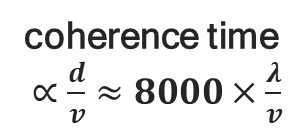 coherence time
∝ d/v ≈ 8000 × λ/v